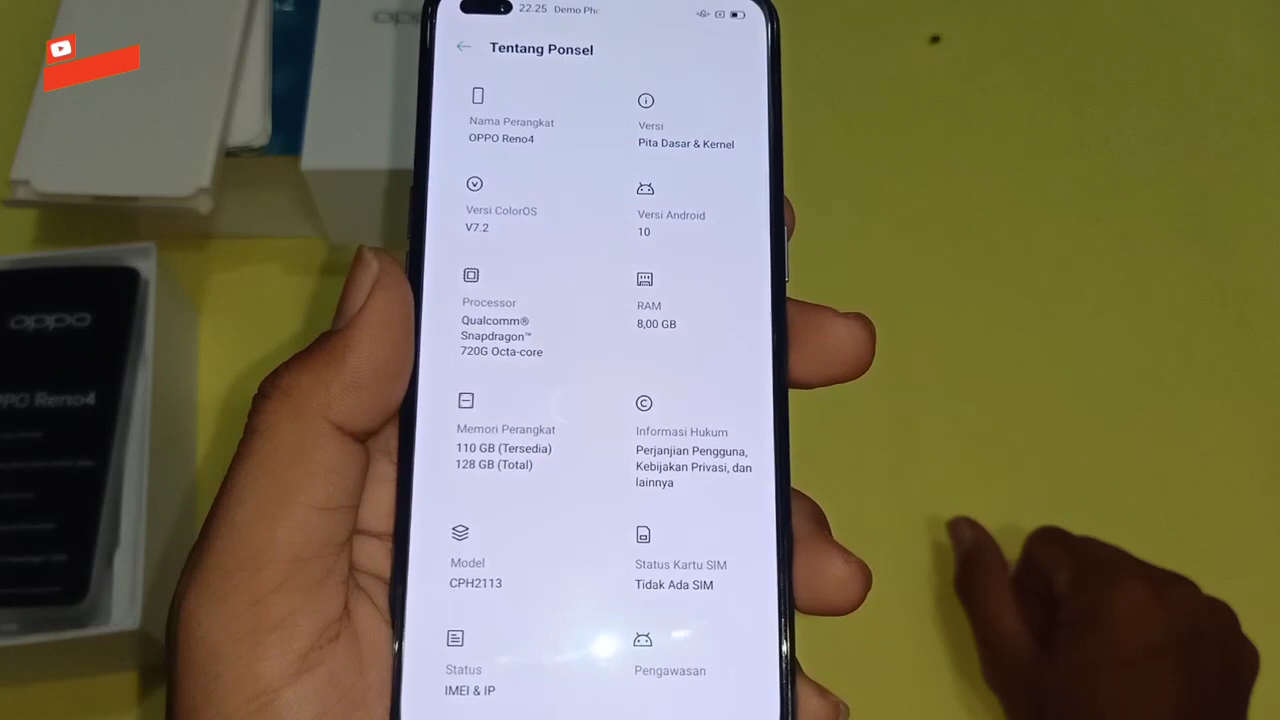 22.25 Demo Ph
Tentang Ponsel
Nama Perangkat
OPPO Reno4
Versi
Pita Dasar & Kernel
Versi ColorOS
V7.2
Versi Android
10
Processor
Qualcomm®
Snapdragon™
720G Octa-core
RAM
8,00 GB
Memori Perangkat
110 GB (Tersedia)
128 GB (Total)
Informasi Hukum
Perjanjian Pengguna,
Kebijakan Privasi, dan
lainnya
Model
CPH2113
Status Kartu SIM
Tidak Ada SIM
Status
IMEI & IP
Pengawasan
oppo
PPO Reno4